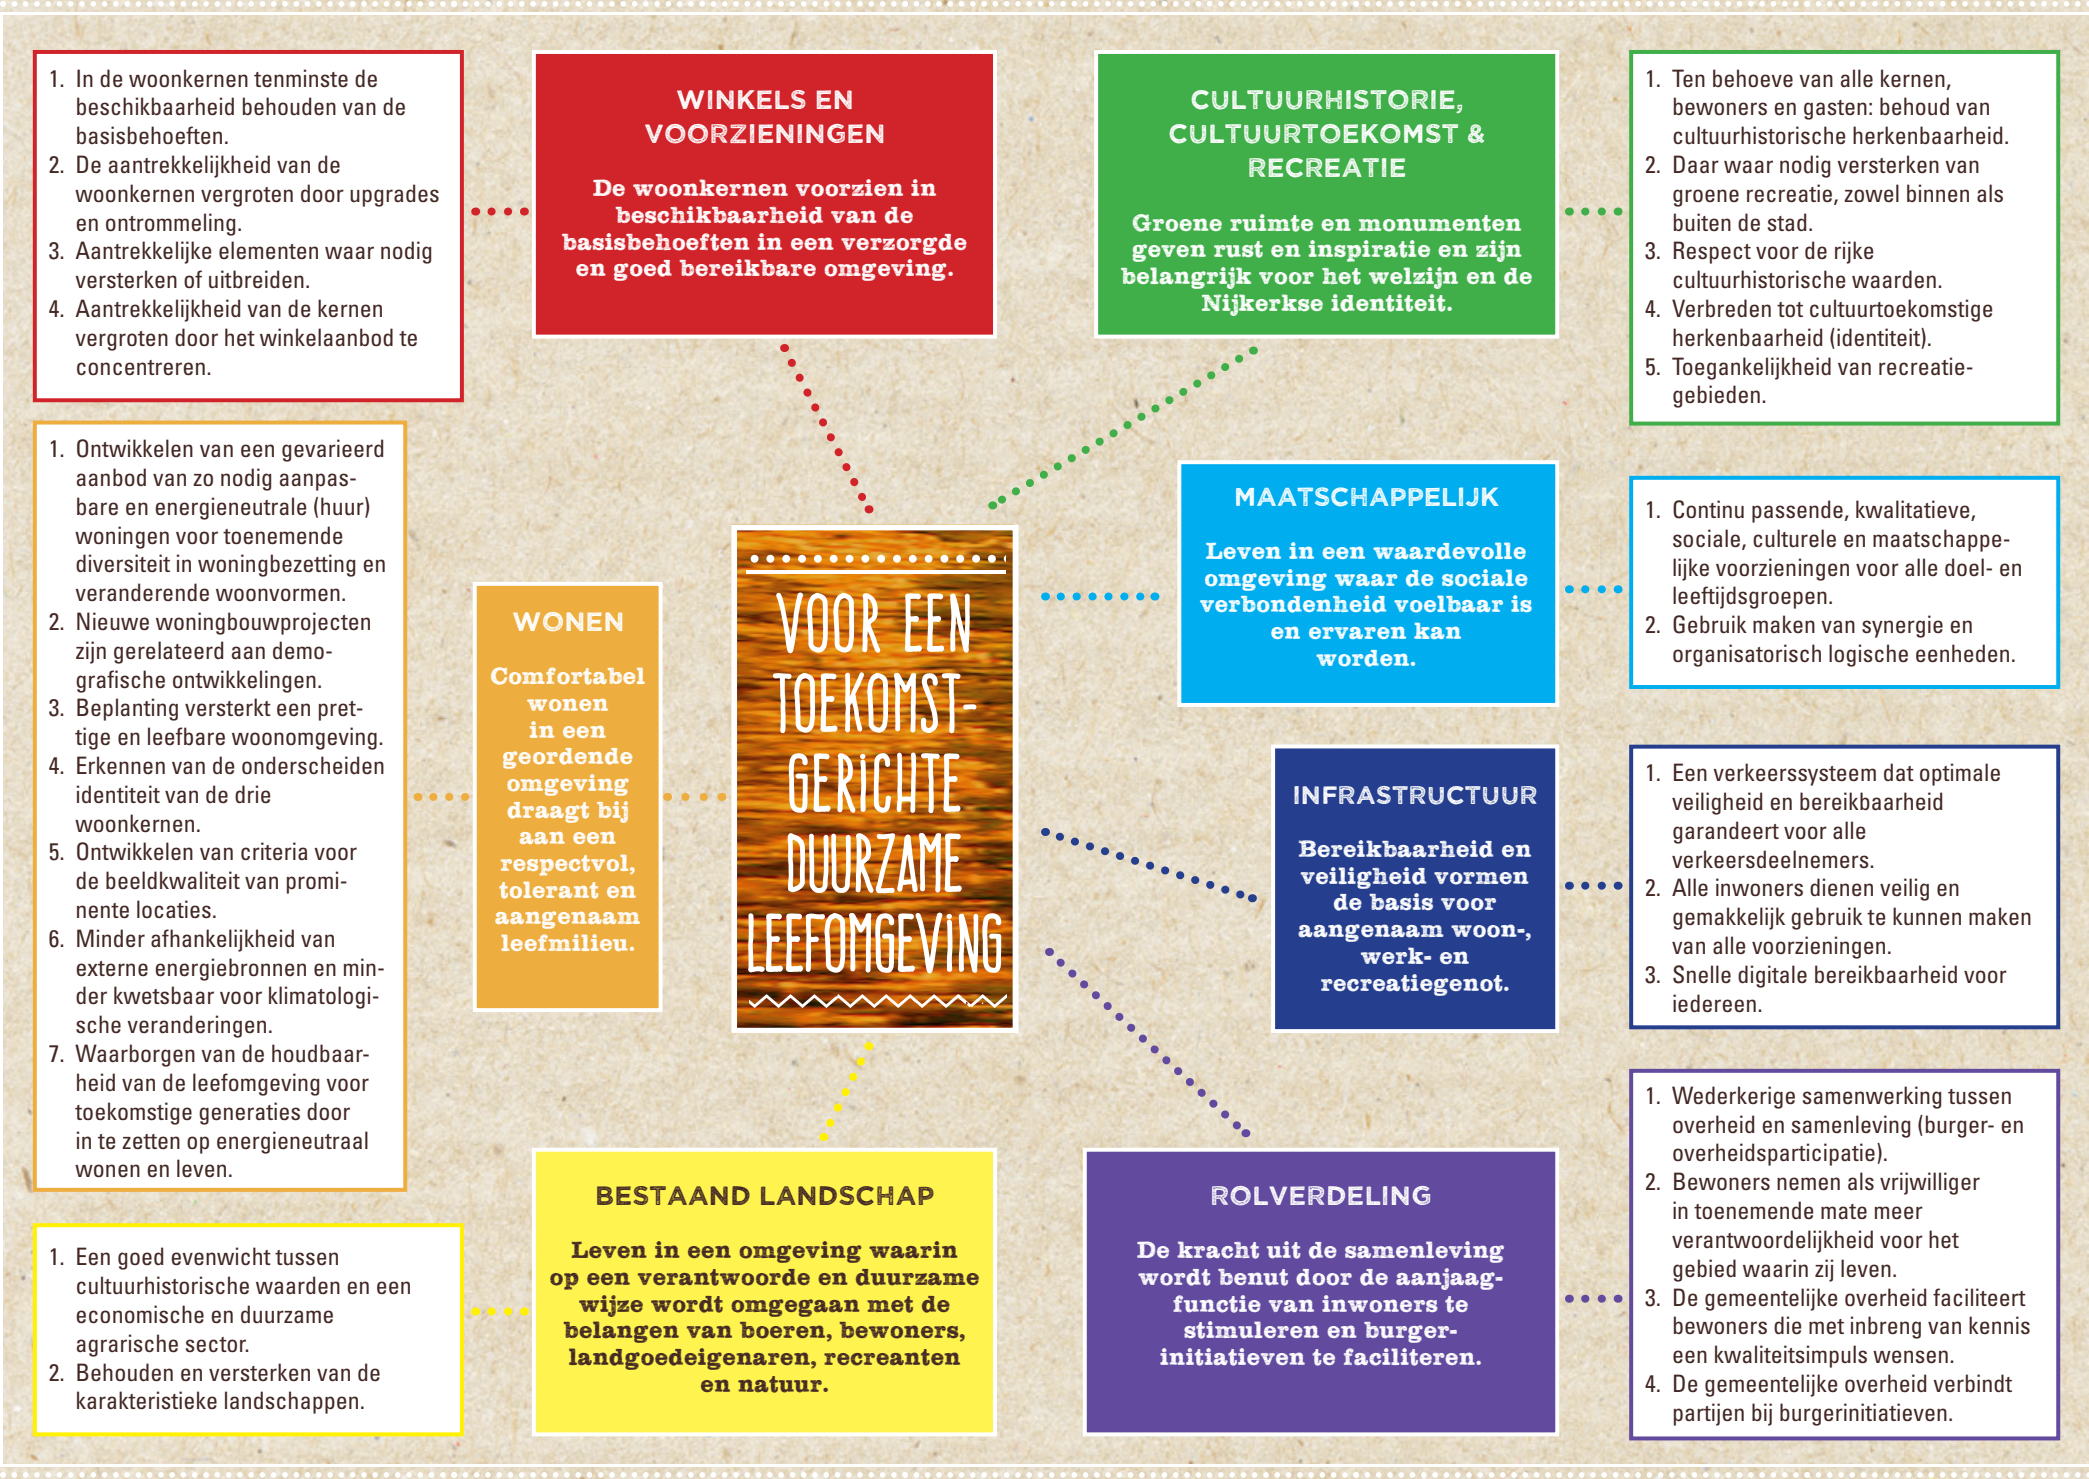 1. In de woonkernen tenminste de
beschikbaarheid behouden van de
basisbehoeften.
2. De aantrekkelijkheid van de
woonkernen vergroten door upgrades
en ontrommeling.
3. Aantrekkelijke elementen waar nodig
versterken of uitbreiden.
4. Aantrekkelijkheid van de kernen
vergroten door het winkelaanbod te
concentreren.
WINKELS EN
VOORZIENINGEN
De woonkernen voorzien in
beschikbaarheid van de
basisbehoeften in een verzorgde
en goed bereikbare omgeving.
CULTUURHISTORIE,
CULTUURTOEKOMST &
RECREATIE
Groene ruimte en monumenten
geven rust en inspiratie en zijn
belangrijk voor het welzijn en de
Nijkerkse identiteit.
1. Ten behoeve van alle kernen,
bewoners en gasten: behoud van
cultuurhistorische herkenbaarheid.
2. Daar waar nodig versterken van
groene recreatie, zowel binnen als
buiten de stad.
3. Respect voor de rijke
cultuurhistorische waarden.
4. Verbreden tot cultuurtoekomstige
herkenbaarheid (identiteit).
5. Toegankelijkheid van recreatie-
gebieden.
1. Ontwikkelen van een gevarieerd
aanbod van zo nodig aanpas-
bare en energieneutrale (huur)
woningen voor toenemende
diversiteit in woningbezetting en
veranderende woonvormen.
2. Nieuwe woningbouwprojecten
zijn gerelateerd aan demo-
grafische ontwikkelingen.
3. Beplanting versterkt een pret-
tige en leefbare woonomgeving.
4. Erkennen van de onderscheiden
identiteit van de drie
woonkernen.
5. Ontwikkelen van criteria voor
de beeldkwaliteit van promi-
nente locaties.
6. Minder afhankelijkheid van
externe energiebronnen en min-
der kwetsbaar voor klimatologi-
sche veranderingen.
7. Waarborgen van de houdbaar-
heid van de leefomgeving voor
toekomstige generaties door
in te zetten op energieneutraal
wonen en leven.
WONEN
Comfortabel
wonen
in een
geordende
omgeving
draagt bij
aan een
respectvol,
tolerant en
aangenaam
leefmilieu.
VOOR EEN
TOEKOMST-
GERICHTE
DUURZAME
LEEFOMGEVING
MAATSCHAPPELIJK
Leven in een waardevolle
omgeving waar de sociale
verbondenheid voelbaar is
en ervaren kan
worden.
1. Continu passende, kwalitatieve,
sociale, culturele en maatschappe-
lijke voorzieningen voor alle doel- en
leeftijdsgroepen.
2. Gebruik maken van synergie en
organisatorisch logische eenheden.
INFRASTRUCTUUR
Bereikbaarheid en
veiligheid vormen
de basis voor
aangenaam woon-,
werk- en
recreatiegenot.
1. Een verkeerssysteem dat optimale
veiligheid en bereikbaarheid
garandeert voor alle
verkeersdeelnemers.
2. Alle inwoners dienen veilig en
gemakkelijk gebruik te kunnen maken
van alle voorzieningen.
3. Snelle digitale bereikbaarheid voor
iedereen.
1. Een goed evenwicht tussen
cultuurhistorische waarden en een
economische en duurzame
agrarische sector.
2. Behouden en versterken van de
karakteristieke landschappen.
BESTAAND LANDSCHAP
Leven in een omgeving waarin
op een verantwoorde en duurzame
wijze wordt omgegaan met de
belangen van boeren, bewoners,
landgoedeigenaren, recreanten
en natuur.
ROLVERDELING
De kracht uit de samenleving
wordt benut door de aanjaag-
functie van inwoners te
stimuleren en burger-
initiatieven te faciliteren.
1. Wederkerige samenwerking tussen
overheid en samenleving (burger- en
overheidsparticipatie).
2. Bewoners nemen als vrijwilliger
in toenemende mate meer
verantwoordelijkheid voor het
gebied waarin zij leven.
3. De gemeentelijke overheid faciliteert
bewoners die met inbreng van kennis
een kwaliteitsimpuls wensen.
4. De gemeentelijke overheid verbindt
partijen bij burgerinitiatieven.